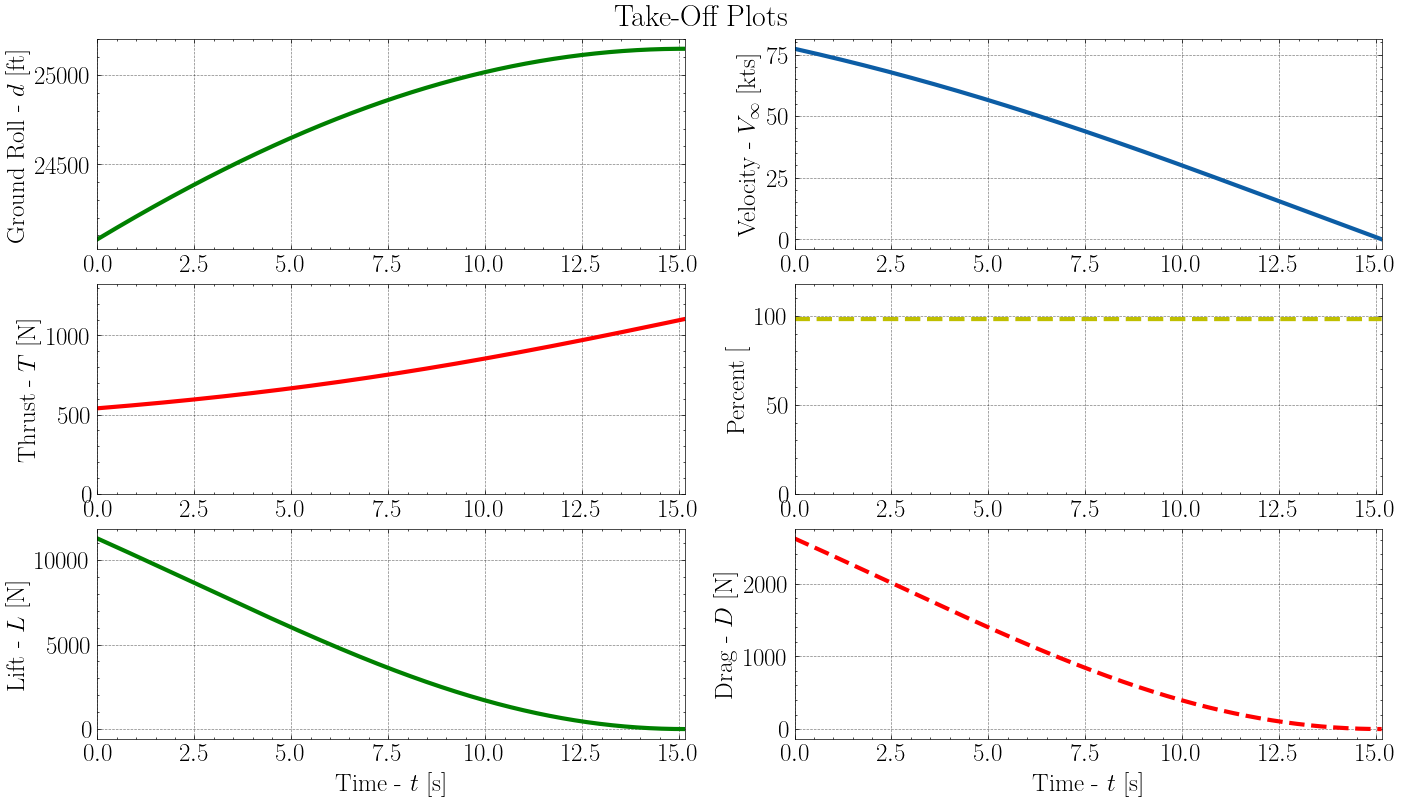 Take-Off Plots
Ground Roll - d [ft]
25000
24500
0.0 2.5 5.0 7.5 10.0 12.5 15.0
Velocity - V∞ [kts]
75
50
25
0
0.0 2.5 5.0 7.5 10.0 12.5 15.0
Thrust - T [N]
1000
500
0
0.0 2.5 5.0 7.5 10.0 12.5 15.0
Percent [
100
50
0
0.0 2.5 5.0 7.5 10.0 12.5 15.0
Lift - L [N]
10000
5000
0
0.0 2.5 5.0 7.5 10.0 12.5 15.0
Time - t [s]
Drag - D [N]
2000
1000
0
0.0 2.5 5.0 7.5 10.0 12.5 15.0
Time - t [s]